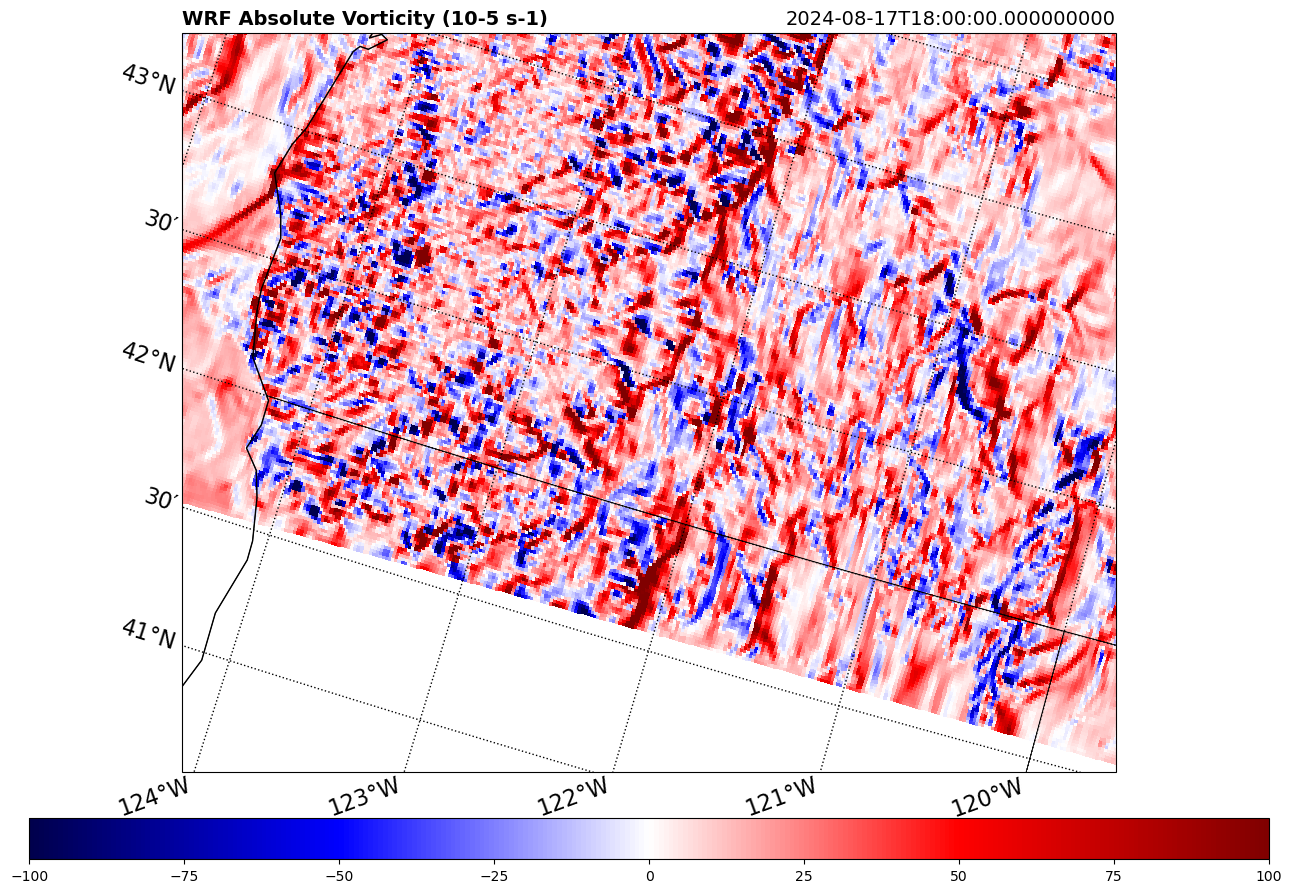 WRF Absolute Vorticity (10-5 s-1)
2024-08-17T18:00:00.000000000
43°N
30′
42°N
30′
41°N
124°W
123°W
122°W
121°W
120°W
−100
−75
−50
−25
0
25
50
75
100